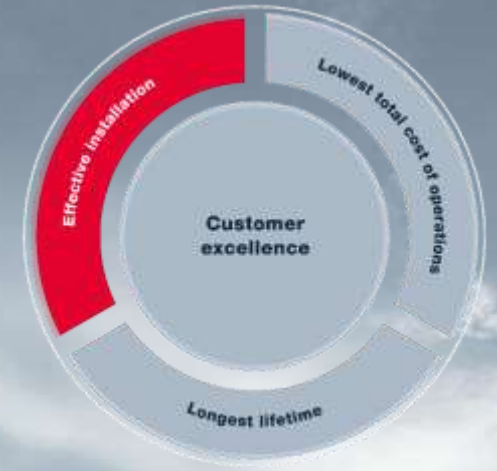 Effective installation
Lowest total cost of operations
Customer
excellence
Longest lifetime